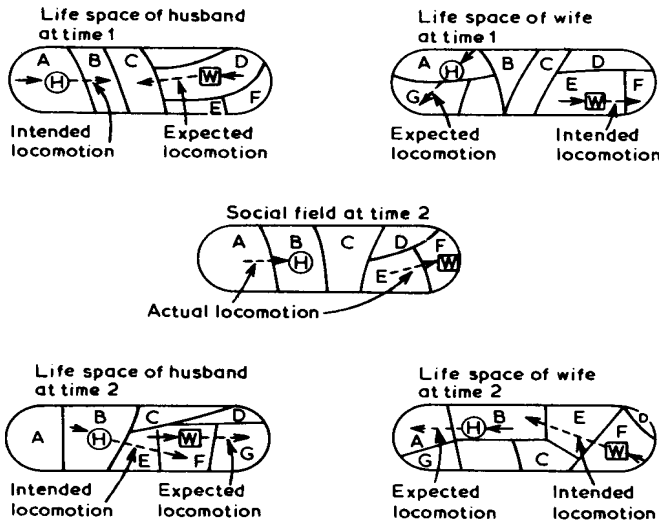 Life space of husband
at time 1
A B C D
H W
E F
Intended
locomotion
Expected
locomotion
Life space of wife
at time 1
A B C D
H
G E F
W
Expected
locomotion
Intended
locomotion
Social field at time 2
A B C D F
H E W
Actual locomotion
Life space of husband
at time 2
B C D
A H W
E F G
Intended
locomotion
Expected
locomotion
Life space of wife
at time 2
B E D
A H F
G C W
Expected
locomotion
Intended
locomotion